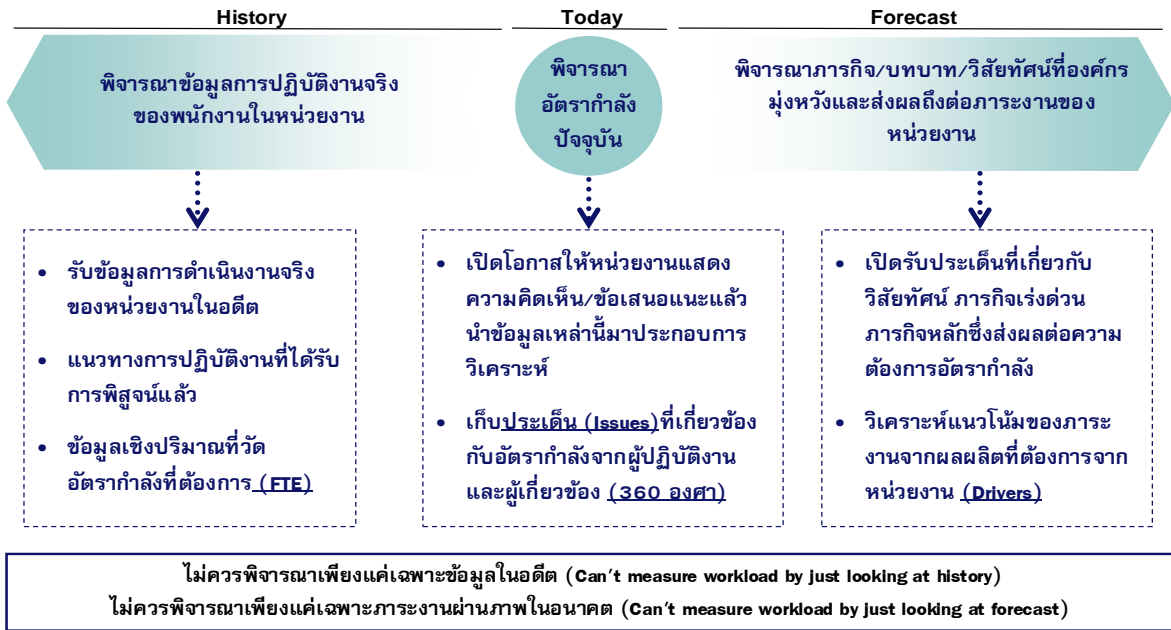 History
Today
Forecast
พิจารณาข้อมูลการปฏิบัติงานจริง
ของพนักงานในหน่วยงาน
พิจารณา
อัตรากำลัง
ปัจจุบัน
พิจารณาภารกิจ/บทบาท/วิสัยทัศน์ที่องค์กร
มุ่งหวังและส่งผลถึงต่อภาระงานของ
หน่วยงาน
• รับข้อมูลการดำเนินงานจริง
ของหน่วยงานในอดีต
• แนวทางการปฏิบัติงานที่ได้รับ
การพิสูจน์แล้ว
• ข้อมูลเชิงปริมาณที่วัด
อัตรากำลังที่ต้องการ (FTE)
• เปิดโอกาสให้หน่วยงานแสดง
ความคิดเห็น/ข้อเสนอแนะแล้ว
นำข้อมูลเหล่านี้มาประกอบการ
วิเคราะห์
• เก็บประเด็น (Issues)ที่เกี่ยวข้อง
กับอัตรากำลังจากผู้ปฏิบัติงาน
และผู้เกี่ยวข้อง (360 องศา)
• เปิดรับประเด็นที่เกี่ยวกับ
วิสัยทัศน์ ภารกิจเร่งด่วน
ภารกิจหลักซึ่งส่งผลต่อความ
ต้องการอัตรากำลัง
• วิเคราะห์แนวโน้มของภาระ
งานจากผลผลิตที่ต้องการจาก
หน่วยงาน (Drivers)
ไม่ควรพิจารณาเพียงแค่เฉพาะข้อมูลในอดีต (Can't measure workload by just looking at history)
ไม่ควรพิจารณาเพียงแค่เฉพาะภาระงานผ่านภาพในอนาคต (Can't measure workload by just looking at forecast)